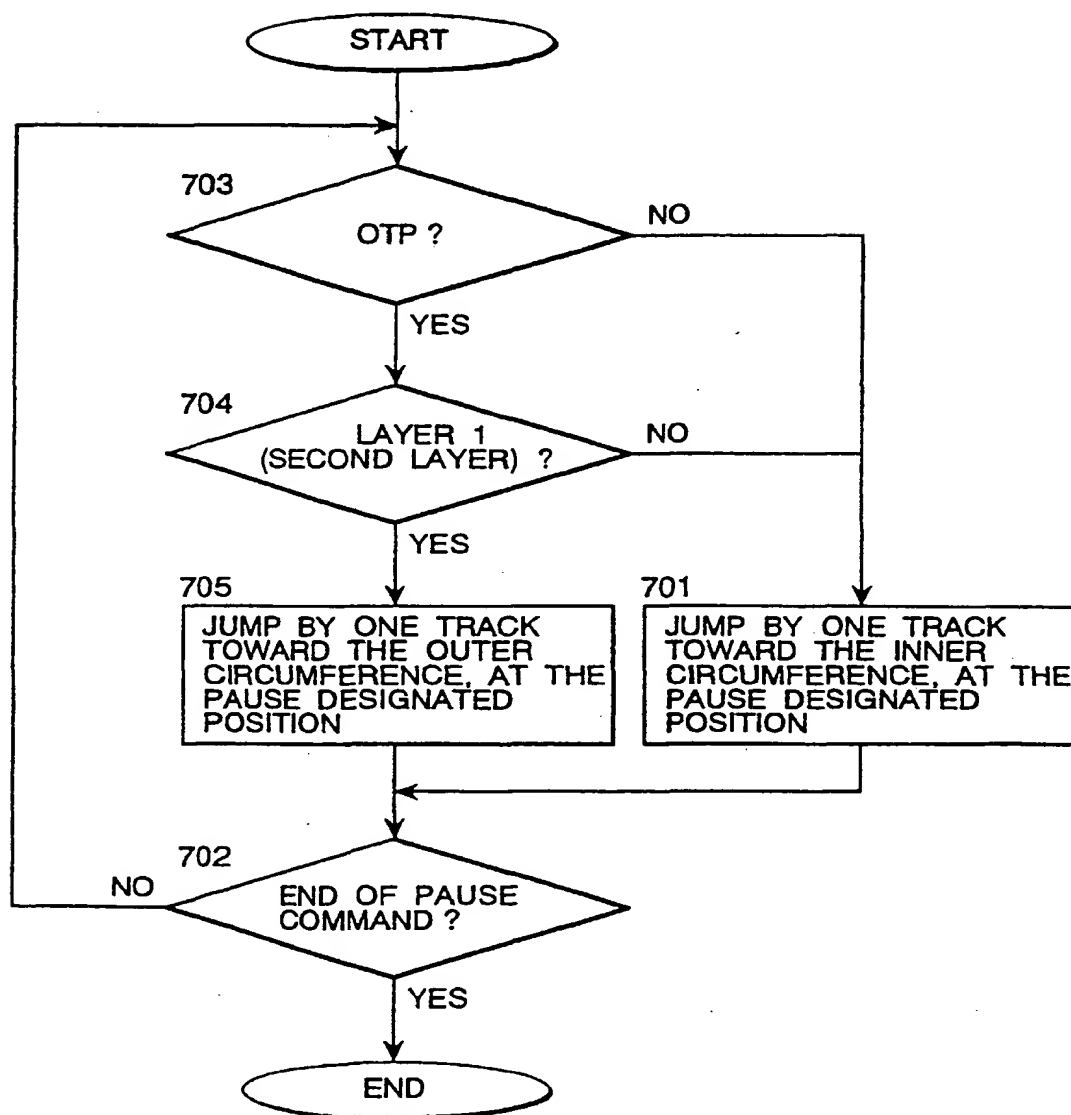 START
703
OTP ?
NO
YES
704
LAYER 1
(SECOND LAYER) ?
NO
YES
705
JUMP BY ONE TRACK
TOWARD THE OUTER
CIRCUMFERENCE, AT THE
PAUSE DESIGNATED
POSITION
701
JUMP BY ONE TRACK
TOWARD THE INNER
CIRCUMFERENCE, AT THE
PAUSE DESIGNATED
POSITION
702
NO
END OF PAUSE
COMMAND ?
YES
END